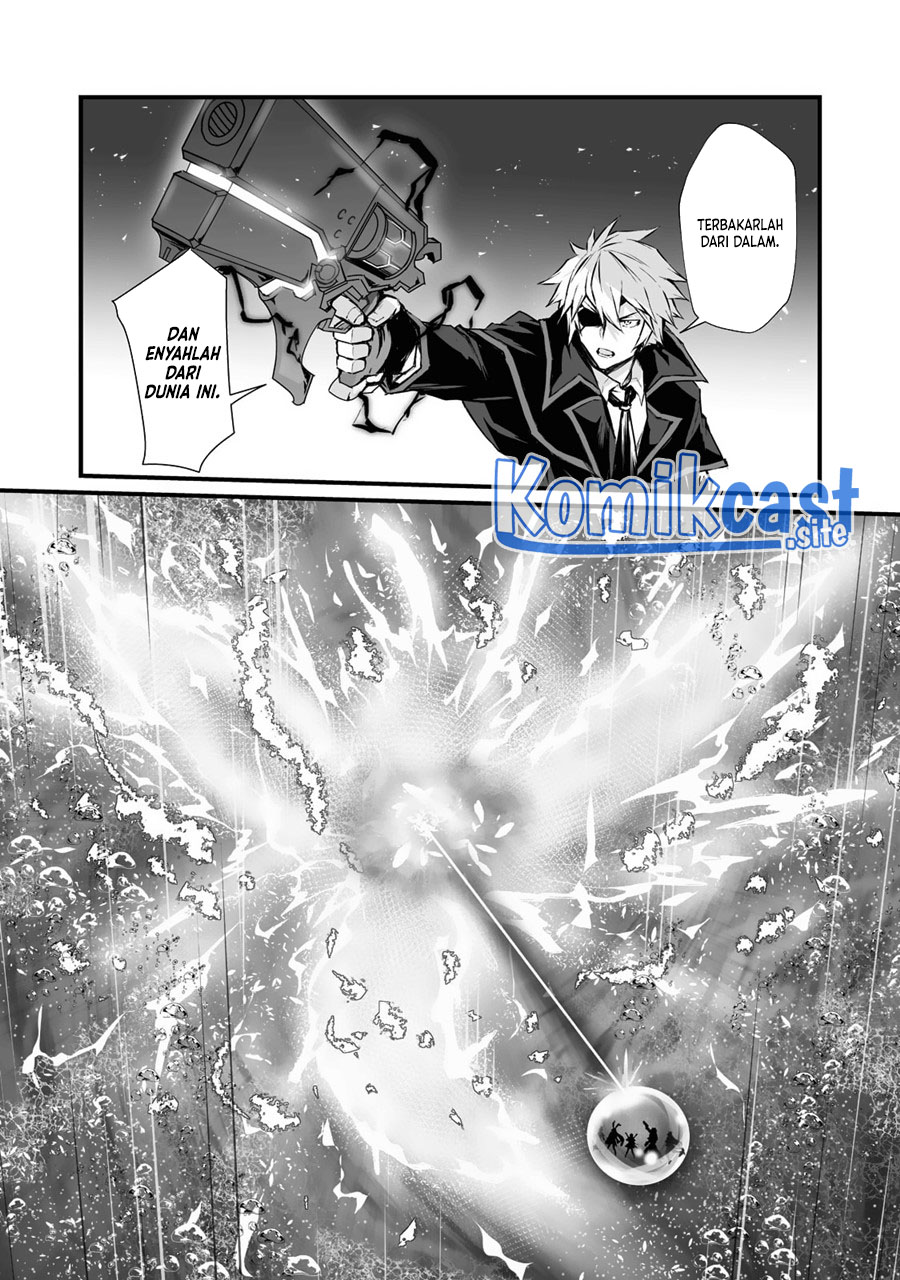 TERBAKARLAH
DARI DALAM.
DAN
ENYAHLAH
DARI
DUNIA INI.
Komikcast
.site